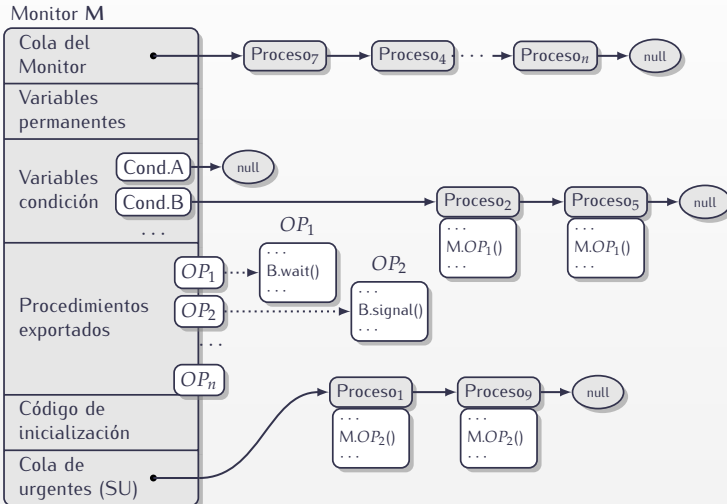 Monitor M
Cola del
Monitor
Proceso7
Proceso4
...
Proceson
null
Variables
permanentes
Variables
condición
Cond.A
null
Cond.B
...
Proceso2
...
M.OP1()
...
Proceso5
...
M.OP1()
...
null
Procedimientos
exportados
OP1
OP1
...
B.wait()
...
OP2
OP2
...
B.signal()
...
...
OPn
Código de
inicialización
Cola de
urgentes (SU)
Proceso1
...
M.OP2()
...
Proceso9
...
M.OP2()
...
null